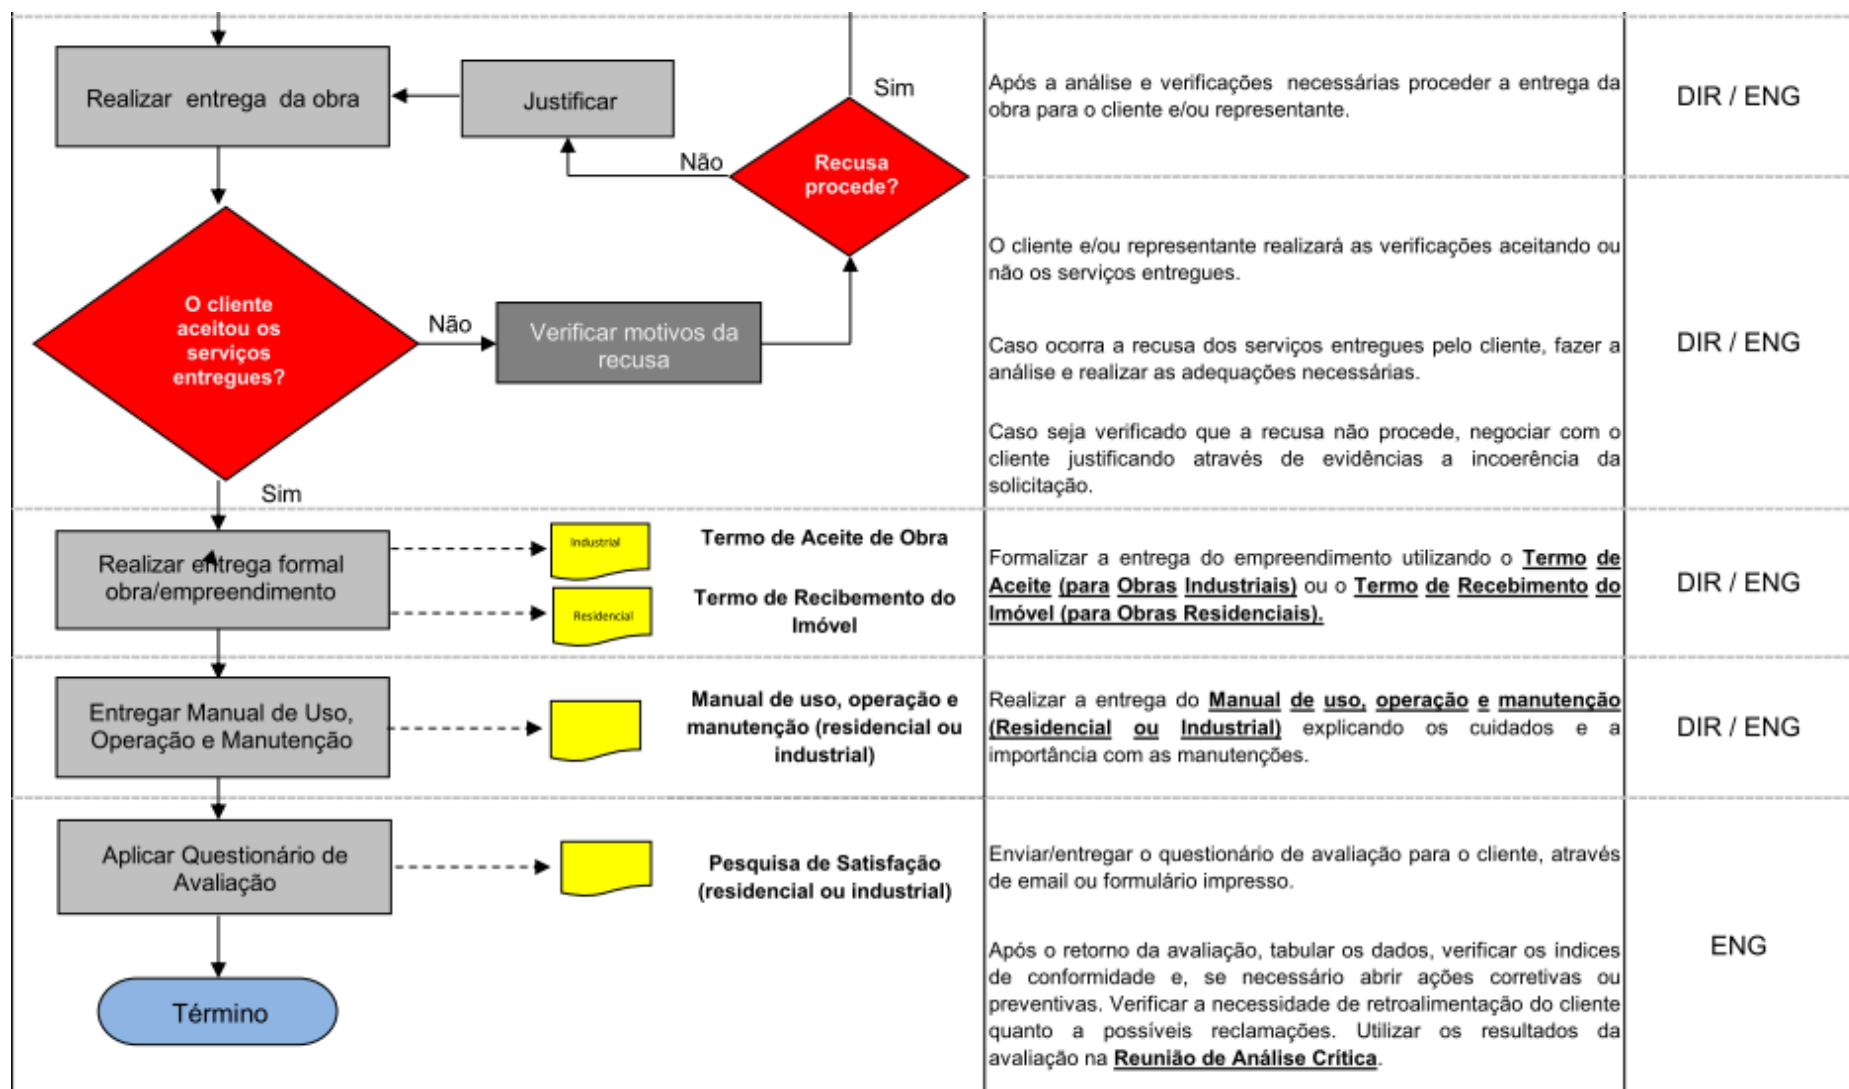 Realizar entrega da obra
Justificar
Sim
Não
Recusa
procede?
Após a análise e verificações necessárias proceder a entrega da
obra para o cliente e/ou representante.
DIR / ENG
O cliente
aceitou os
serviços
entregues?
Não
Verificar motivos da
recusa
Sim
O cliente e/ou representante realizará as verificações aceitando ou
não os serviços entregues.
Caso ocorra a recusa dos serviços entregues pelo cliente, fazer a
análise e realizar as adequações necessárias.
Caso seja verificado que a recusa não procede, negociar com o
cliente justificando através de evidências a incoerência da
solicitação.
DIR / ENG
Realizar entrega formal
obra/empreendimento
Industrial
Termo de Aceite de Obra
Residencial
Termo de Recibemento do
Imóvel
Formalizar a entrega do empreendimento utilizando o Termo de
Aceite (para Obras Industriais) ou o Termo de Recebimento do
Imóvel (para Obras Residenciais).
DIR / ENG
Entregar Manual de Uso,
Operação e Manutenção
Manual de uso, operação e
manutenção (residencial ou
industrial)
Realizar a entrega do Manual de uso, operação e manutenção
(Residencial ou Industrial) explicando os cuidados e a
importância com as manutenções.
DIR / ENG
Aplicar Questionário de
Avaliação
Pesquisa de Satisfação
(residencial ou industrial)
Enviar/entregar o questionário de avaliação para o cliente, através
de email ou formulário impresso.
Após o retorno da avaliação, tabular os dados, verificar os índices
de conformidade e, se necessário abrir ações corretivas ou
preventivas. Verificar a necessidade de retroalimentação do cliente
quanto a possíveis reclamações. Utilizar os resultados da
avaliação na Reunião de Análise Crítica.
ENG
Término